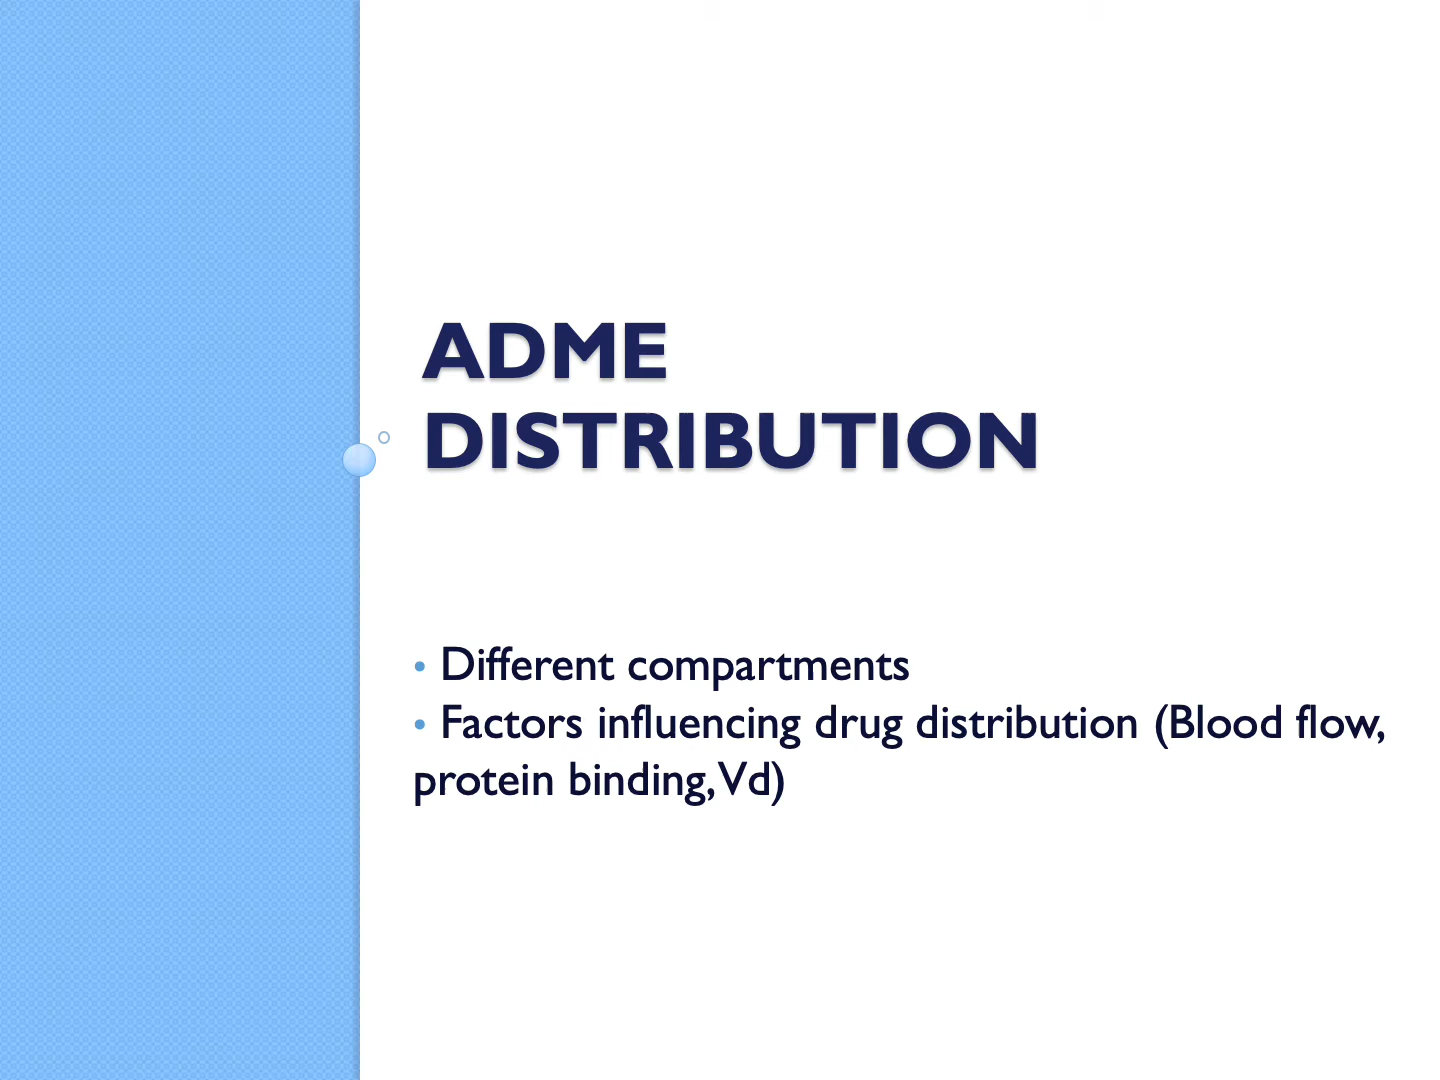 ADME
DISTRIBUTION
• Different compartments
• Factors influencing drug distribution (Blood flow,
protein binding, Vd)